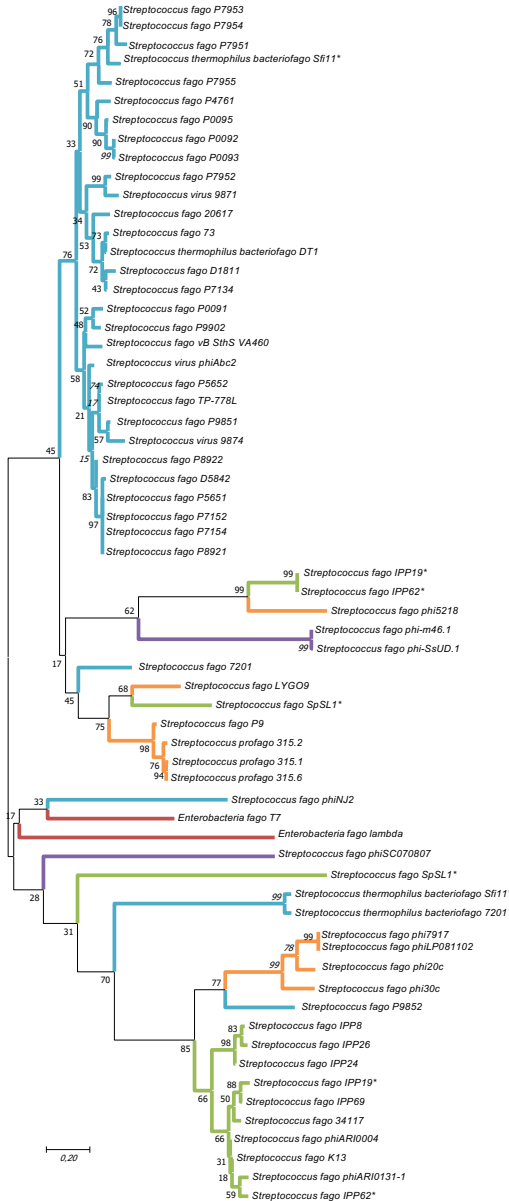 96
Streptococcus fago P7953
78
Streptococcus fago P7954
76
Streptococcus fago P7951
72
Streptococcus thermophilus bacteriofago Sfi11*
51
Streptococcus fago P7955
Streptococcus fago P4761
90
Streptococcus fago P0095
90
Streptococcus fago P0092
33
99
Streptococcus fago P0093
99
Streptococcus fago P7952
Streptococcus virus 9871
34
Streptococcus fago 20617
73
Streptococcus fago 73
53
76
Streptococcus thermophilus bacteriofago DT1
72
Streptococcus fago D1811
43
Streptococcus fago P7134
52
Streptococcus fago P0091
48
Streptococcus fago P9902
Streptococcus fago vB SthS VA460
Streptococcus virus phiAbc2
58
74
Streptococcus fago P5652
17
Streptococcus fago TP-778L
21
Streptococcus fago P9851
57
Streptococcus virus 9874
45
15
Streptococcus fago P8922
Streptococcus fago D5842
83
Streptococcus fago P5651
Streptococcus fago P7152
97
Streptococcus fago P7154
Streptococcus fago P8921
99
Streptococcus fago IPP19*
99
Streptococcus fago IPP62*
62
Streptococcus fago phi5218
Streptococcus fago phi-m46.1
99
Streptococcus fago phi-SsUD.1
17
Streptococcus fago 7201
68
Streptococcus fago LYGO9
45
Streptococcus fago SpSL1*
75
Streptococcus fago P9
98
Streptococcus profago 315.2
76
Streptococcus profago 315.1
94
Streptococcus profago 315.6
33
Streptococcus fago phiNJ2
17
Enterobacteria fago T7
Enterobacteria fago lambda
Streptococcus fago phiSC070807
28
Streptococcus fago SpSL1*
31
99
Streptococcus thermophilus bacteriofago Sfi11
Streptococcus thermophilus bacteriofago 7201
99
Streptococcus fago phi7917
78
Streptococcus fago phiLP081102
99
Streptococcus fago phi20c
70
77
Streptococcus fago phi30c
Streptococcus fago P9852
83
Streptococcus fago IPP8
98
Streptococcus fago IPP26
85
Streptococcus fago IPP24
88
Streptococcus fago IPP19*
66
50
Streptococcus fago IPP69
Streptococcus fago 34117
66
Streptococcus fago phiARI0004
31
Streptococcus fago K13
18
Streptococcus fago phiARI0131-1
59
Streptococcus fago IPP62*
0,20